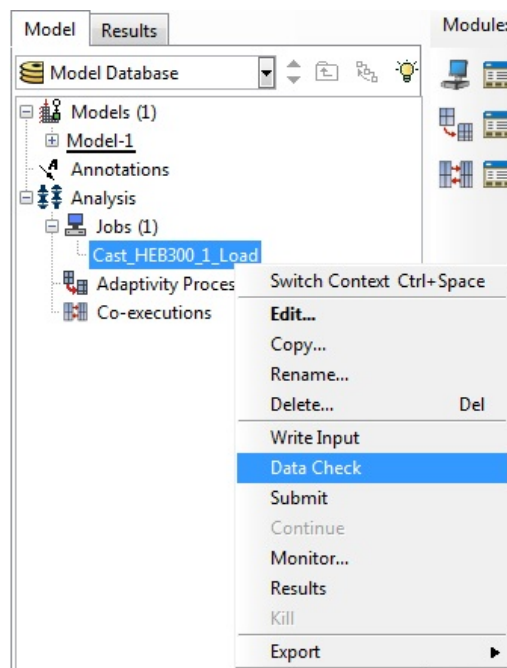 Model Results Module:
Model Database
Models (1)
Model-1
Annotations
Analysis
Jobs (1)
Cast_HEB300_1_Load
Adaptivity Proces
Co-executions
Switch Context Ctrl+Space
Edit...
Copy...
Rename...
Delete... Del
Write Input
Data Check
Submit
Continue
Monitor...
Results
Kill
Export